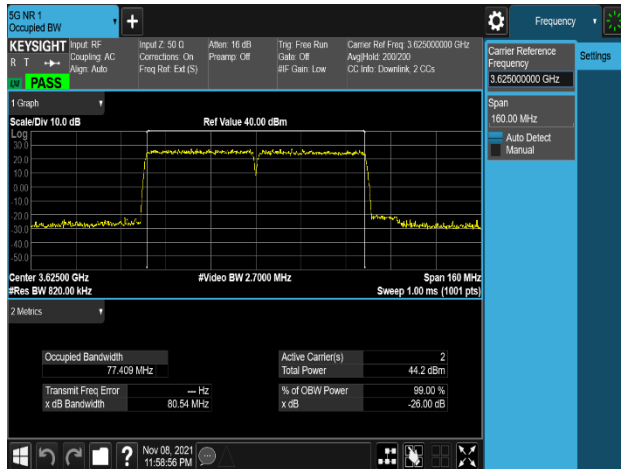 5G NR 1
Occupied BW
+
Frequency
KEYSIGHT
R T
PASS
Input: RF
Coupling: AC
Align: Auto
Input Z: 50 Ω
Corrections: On
Freq Ref: Ext (S)
Atten: 16 dB
Preamp: Off
Trig: Free Run
Gate: Off
#IF Gain: Low
Carrier Ref Freq: 3.625000000 GHz
Avg|Hold: 200/200
CC Info: Downlink, 2 CCs
Carrier Reference
Frequency
3.625000000 GHz
Settings
Span
160.00 MHz
Auto Detect
Manual
1 Graph
Scale/Div 10.0 dB
Ref Value 40.00 dBm
Log
30.0
20.0
10.0
0.00
-10.0
-20.0
-30.0
-40.0
-50.0
Center 3.62500 GHz
#Video BW 2.7000 MHz
Span 160 MHz
#Res BW 820.00 kHz
Sweep 1.00 ms (1001 pts)
2 Metrics
Occupied Bandwidth
77.409 MHz
Transmit Freq Error --- Hz
x dB Bandwidth 80.54 MHz
Active Carrier(s) 2
Total Power 44.2 dBm
% of OBW Power 99.00 %
x dB -26.00 dB
?
Nov 08, 2021
11:58:56 PM